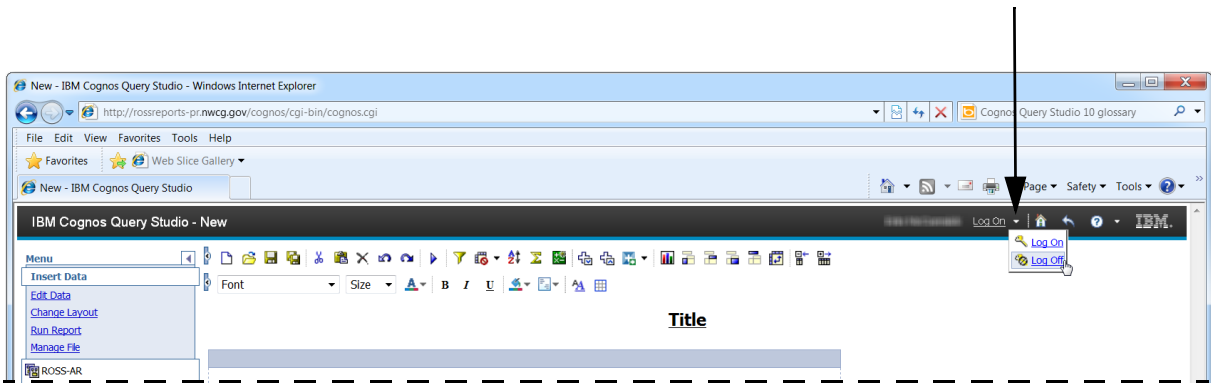 New - IBM Cognos Query Studio - Windows Internet Explorer
http://rossreports-pr.nwcg.gov/cognos/cgi-bin/cognos.cgi
Cognos Query Studio 10 glossary
File Edit View Favorites Tools Help
Favorites Web Slice Gallery
New - IBM Cognos Query Studio
Page Safety Tools
IBM Cognos Query Studio - New
Log On
IBM.
Log On
Log Off
Menu
Insert Data
Edit Data
Change Layout
Run Report
Manage File
ROSS-AR
Font Size A B I U
Title